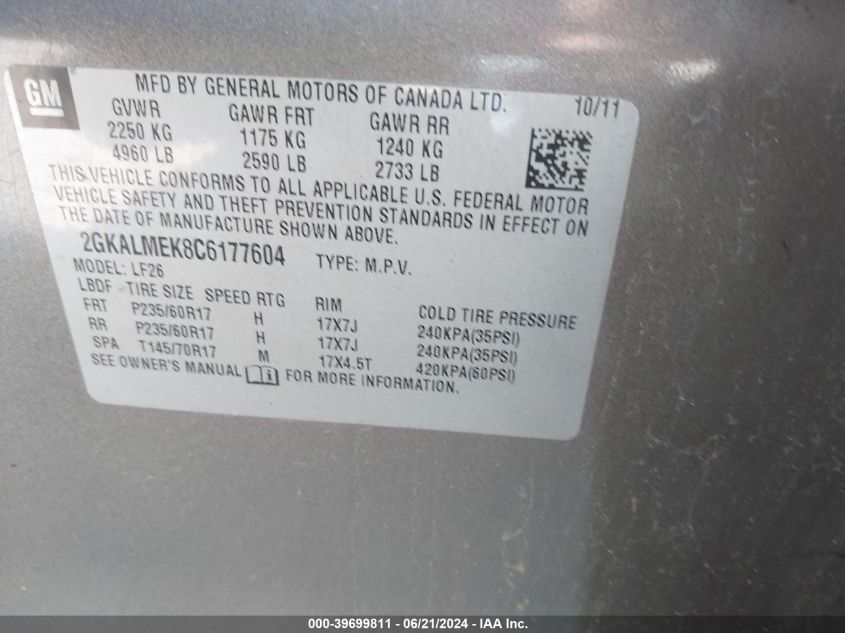 GM
MFD BY GENERAL MOTORS OF CANADA LTD. 10/11
GVWR GAWR FRT GAWR RR
2250 KG 1175 KG 1240 KG
4960 LB 2590 LB 2733 LB
THIS VEHICLE CONFORMS TO ALL APPLICABLE U.S. FEDERAL MOTOR
VEHICLE SAFETY AND THEFT PREVENTION STANDARDS IN EFFECT ON
THE DATE OF MANUFACTURE SHOWN ABOVE.
2GKALMEK8C6177604 TYPE: M.P.V.
MODEL: LF26
LBDF TIRE SIZE SPEED RTG RIM COLD TIRE PRESSURE
FRT P235/60R17 H 17X7J 240KPA(35PSI)
RR P235/60R17 H 17X7J 240KPA(35PSI)
SPA T145/70R17 M 17X4.5T 420KPA(60PSI)
SEE OWNER'S MANUAL FOR MORE INFORMATION.
000-39699811 - 06/21/2024 - IAA Inc.